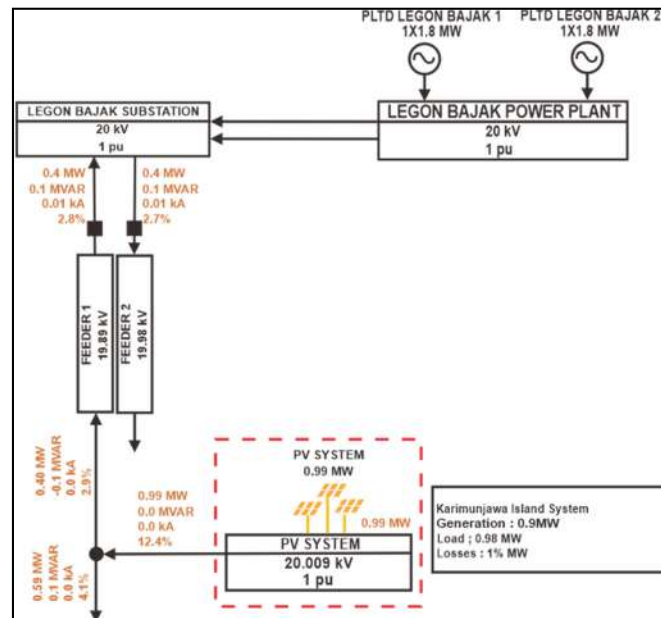 PLTD LEGON BAJAK 1
1X1.8 MW
PLTD LEGON BAJAK 2
1X1.8 MW
LEGON BAJAK SUBSTATION
20 kV
1 pu
LEGON BAJAK POWER PLANT
20 kV
1 pu
0.4 MW
0.1 MVAR
0.01 kA
2.8%
0.4 MW
0.1 MVAR
0.01 kA
2.7%
FEEDER 1
19.89 kV
FEEDER 2
19.98 kV
0.40 MW
-0.1 MVAR
0.0 kA
2.9%
0.99 MW
0.0 MVAR
0.0 kA
12.4%
PV SYSTEM
0.99 MW
0.99 MW
PV SYSTEM
20.009 kV
1 pu
0.59 MW
0.1 MVAR
0.0 kA
4.1%
Karimunjawa Island System
Generation : 0.9MW
Load ; 0.98 MW
Losses : 1% MW